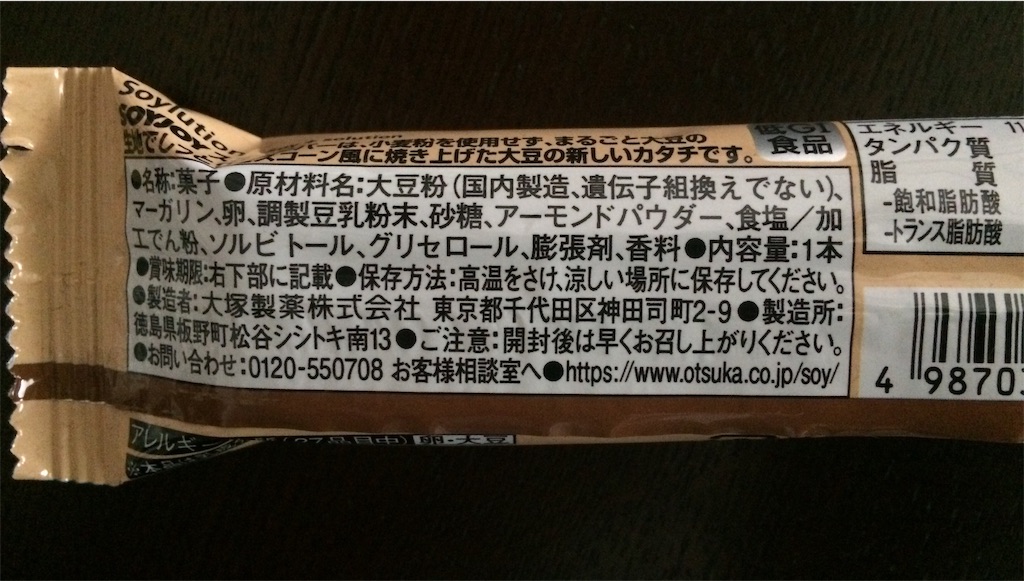 Soylution
SOYJOY
solution
は、小麦粉を使用せず、まるごと大豆の
スコーン風に焼き上げた大豆の新しいカタチです。
低GI
食品
●名称:菓子●原材料名:大豆粉(国内製造、遺伝子組換えでない)、
マーガリン、卵、調製豆乳粉末、砂糖、アーモンドパウダー、食塩/加
工でん粉、ソルビトール、グリセロール、膨張剤、香料●内容量:1本
●賞味期限:右下部に記載●保存方法:高温をさけ、涼しい場所に保存してください。
●製造者:大塚製薬株式会社 東京都千代田区神田司町2-9●製造所:
徳島県板野町松谷シシトキ南13●ご注意:開封後は早くお召し上がりください。
●お問い合わせ:0120-550708 お客様相談室へ●https://www.otsuka.co.jp/soy/
エネルギー 11
タンパク質
脂質
-飽和脂肪酸
-トランス脂肪酸
4 98703
アレルギー
(27品目中) 卵・大豆